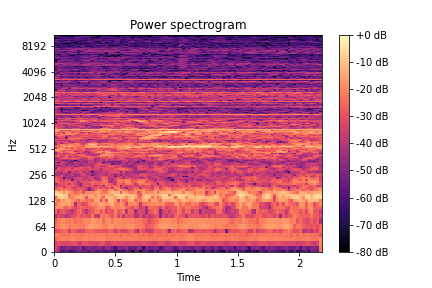 Power spectrogram
8192
4096
2048
1024
512
256
128
64
0
Hz
0
0.5
1
1.5
2
Time
+0 dB
-10 dB
-20 dB
-30 dB
-40 dB
-50 dB
-60 dB
-70 dB
-80 dB